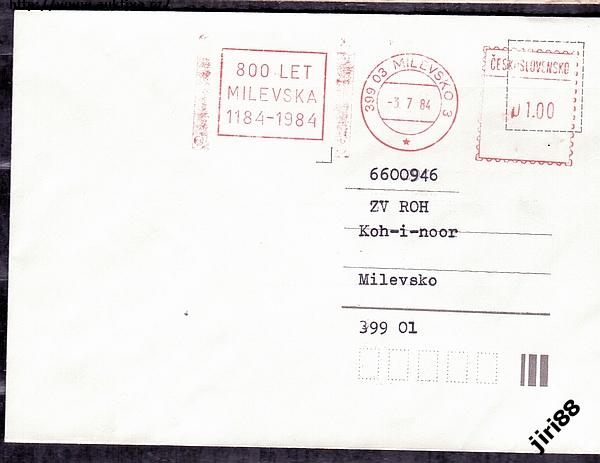 800 LET
MILEVSKA
1184-1984
399 03 MILEVSKO 3
-3. 7 84
ČESKOSLOVENSKO
1.00
6600946
ZV ROH
Koh-i-noor
Milevsko
399 01
jiri88